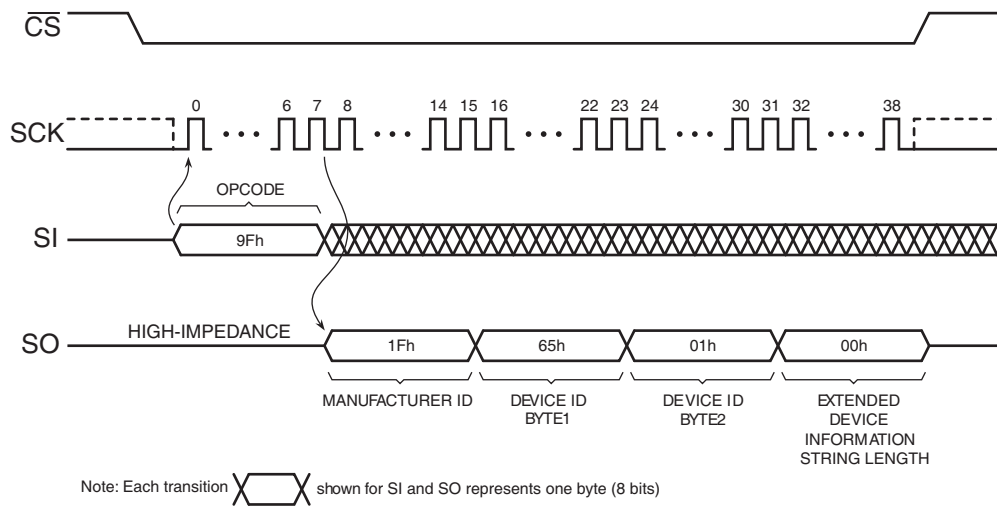 CS
0 6 7 8 14 15 16 22 23 24 30 31 32 38
SCK
OPCODE
SI
9Fh
HIGH-IMPEDANCE
SO
1Fh 65h 01h 00h
MANUFACTURER ID
DEVICE ID
BYTE1
DEVICE ID
BYTE2
EXTENDED
DEVICE
INFORMATION
STRING LENGTH
Note: Each transition shown for SI and SO represents one byte (8 bits)